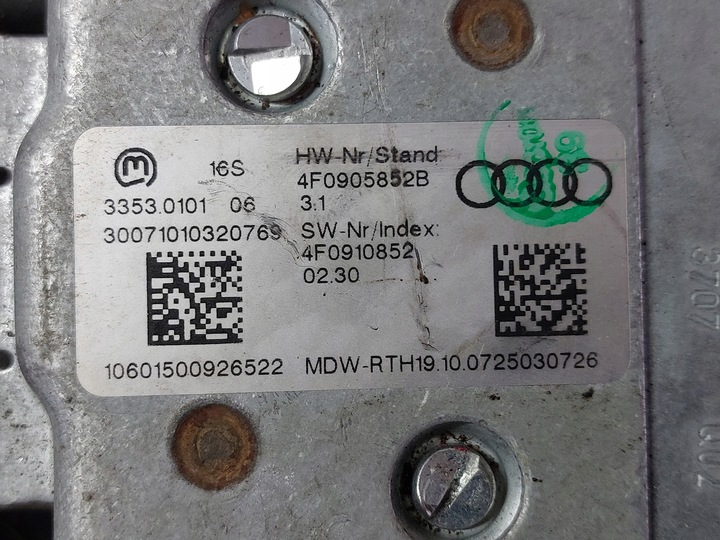 m 16S
HW-Nr/Stand:
4F0905852B
3353.0101 06
3.1
30071010320769
SW-Nr/Index:
4F0910852
02.30
10601500926522
MDW-RTH19.10.0725030726